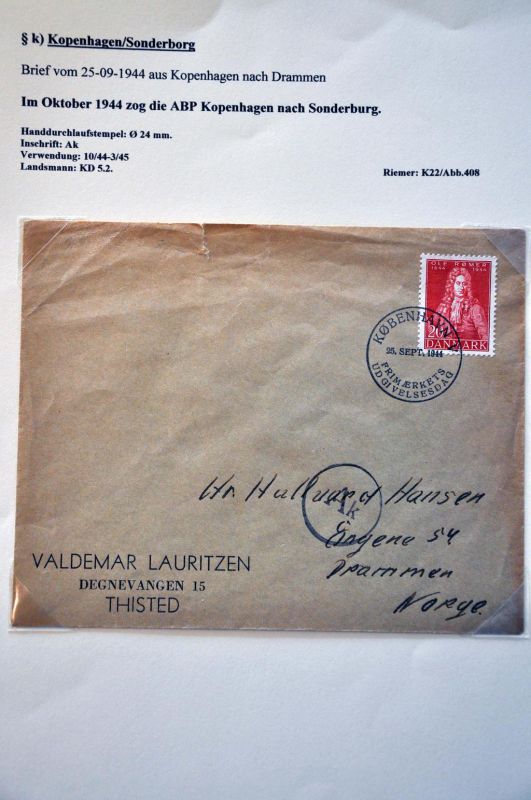 § k) Kopenhagen/Sonderborg
Brief vom 25-09-1944 aus Kopenhagen nach Drammen
Im Oktober 1944 zog die ABP Kopenhagen nach Sonderburg.
Handdurchlaufstempel: Ø 24 mm.
Inschrift: Ak
Verwendung: 10/44-3/45
Landsmann: KD 5.2.
Riemer: K22/Abb.408
OLE RØMER
1644 1944
20
DANMARK
KØBENHAVN
25. SEPT. 1944
FRIMÆRKETS
UDGIVELSESDAG
Hr. Hallvard Hansen
Ak
Engene 54
Drammen
Norge.
VALDEMAR LAURITZEN
DEGNEVANGEN 15
THISTED